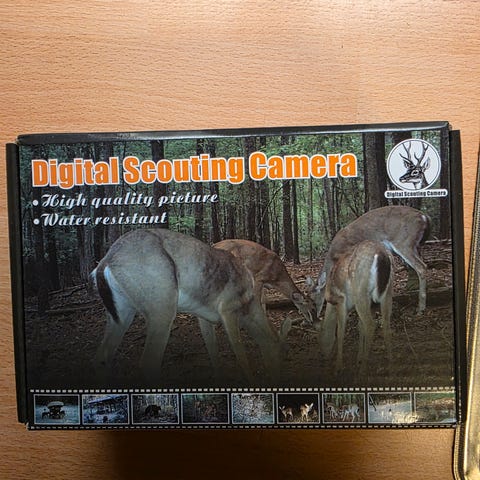 Digital Scouting Camera
• High quality picture
• Water resistant
Digital Scouting Camera